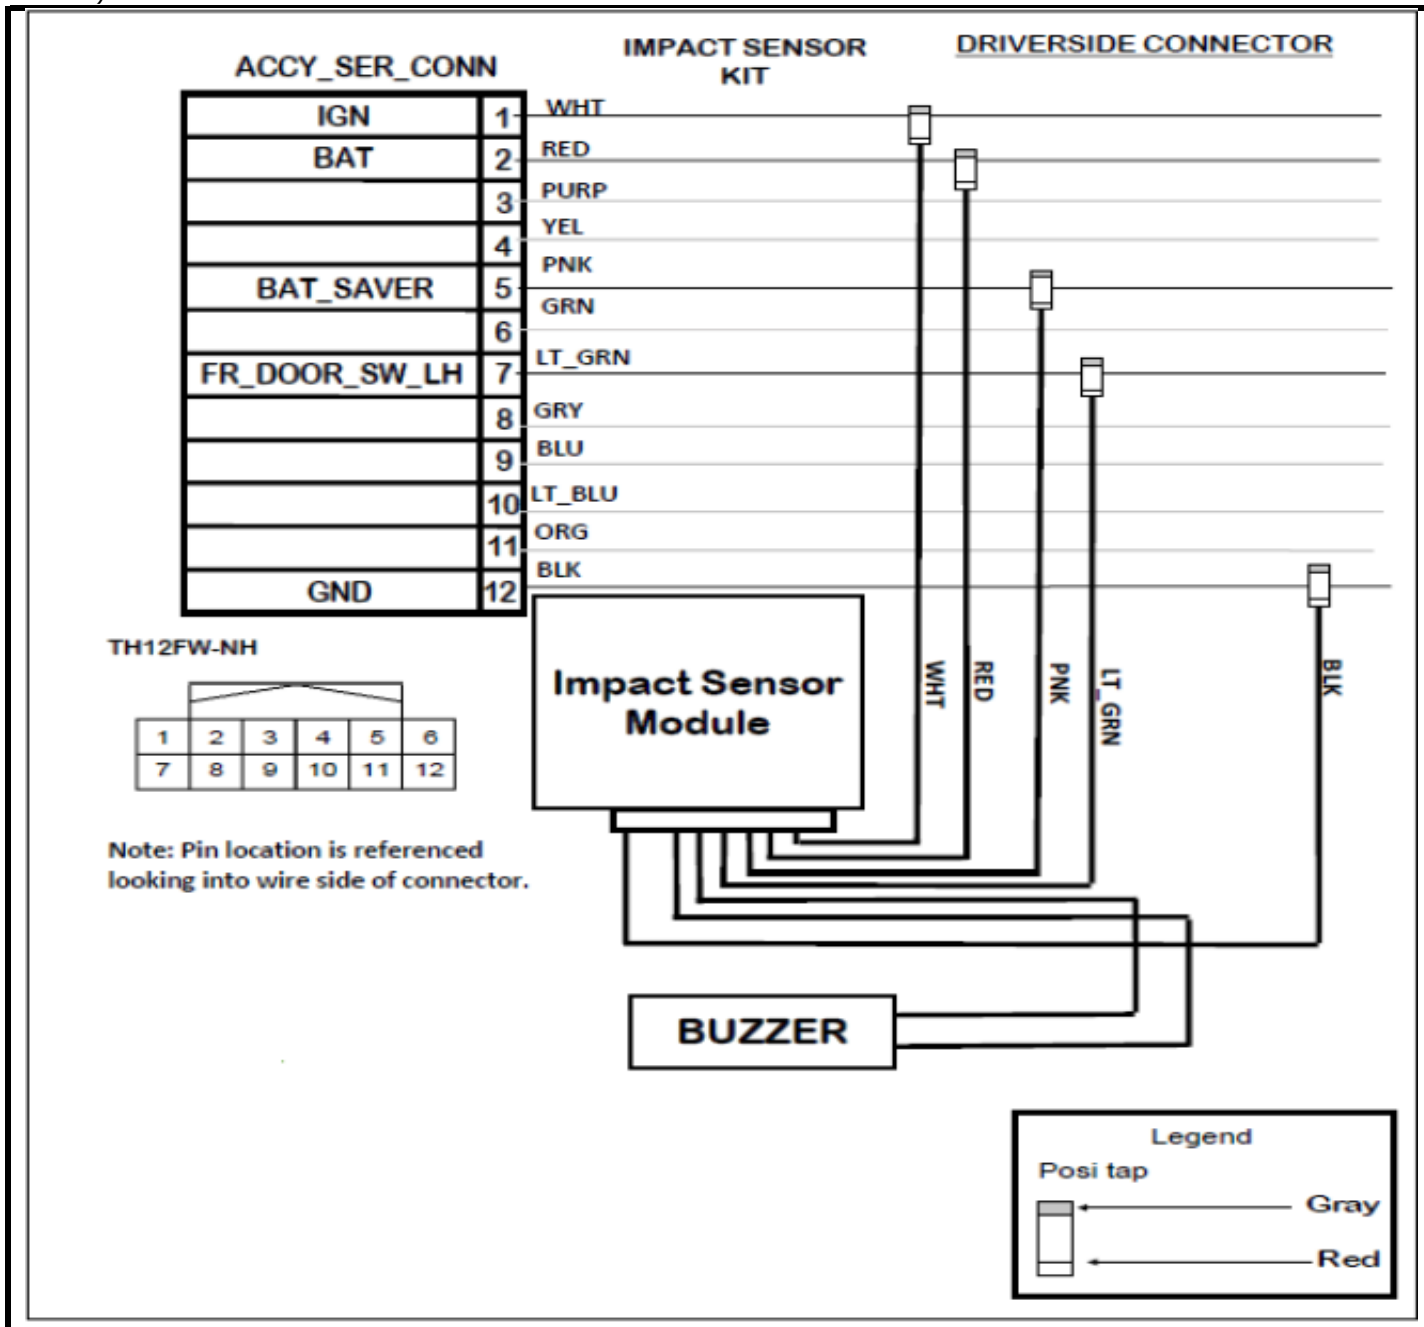 IMPACT SENSOR
KIT
DRIVERSIDE CONNECTOR
ACCY_SER_CONN
IGN 1 WHT
BAT 2 RED
3 PURP
4 YEL
BAT_SAVER 5 PNK
6 GRN
FR_DOOR_SW_LH 7 LT_GRN
8 GRY
9 BLU
10 LT_BLU
11 ORG
GND 12 BLK
TH12FW-NH
1 2 3 4 5 6
7 8 9 10 11 12
Note: Pin location is referenced
looking into wire side of connector.
Impact Sensor
Module
WHT
RED
PNK
LT_GRN
BLK
BUZZER
Legend
Posi tap
Gray
Red